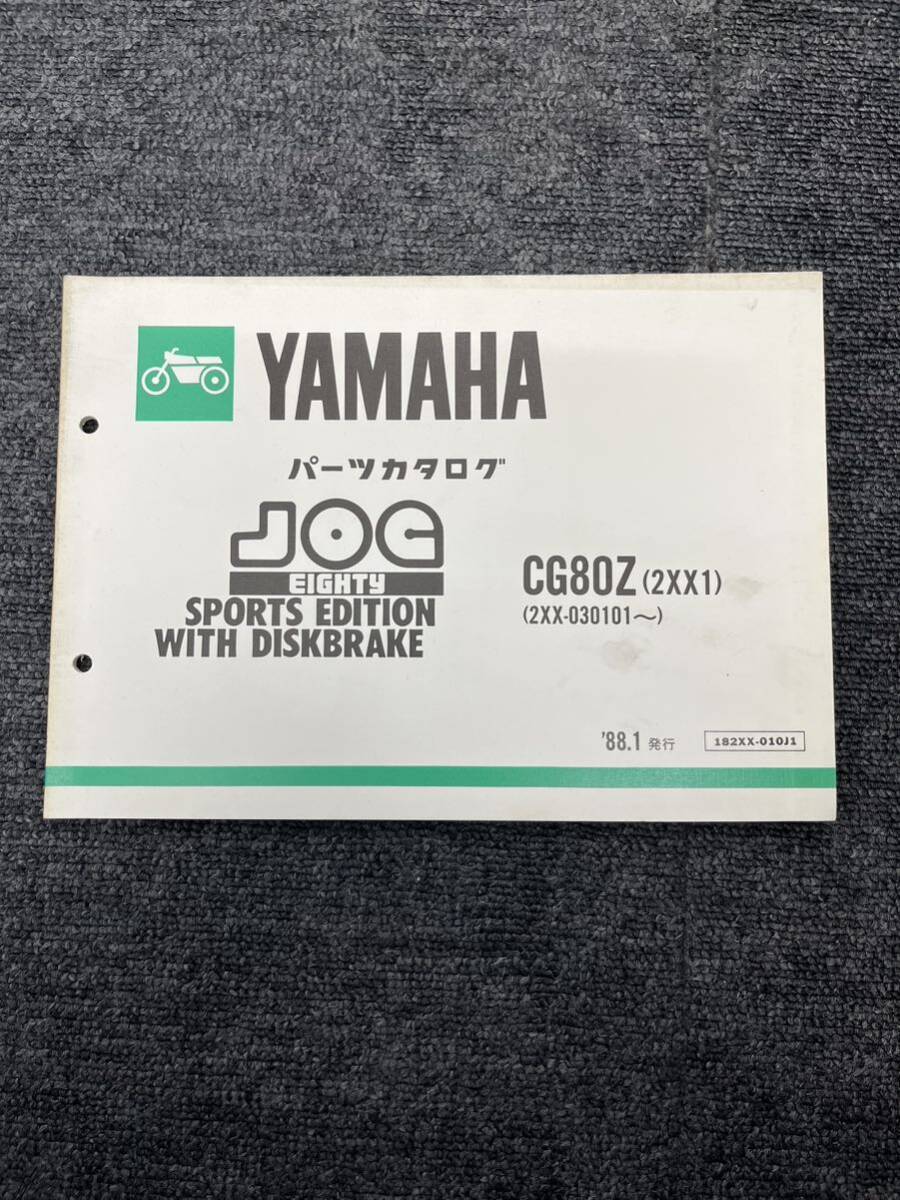 YAMAHA
パーツカタログ
JOG
EIGHTY
SPORTS EDITION
WITH DISKBRAKE
CG80Z (2XX1)
(2XX-030101～)
'88.1 発行
182XX-010J1